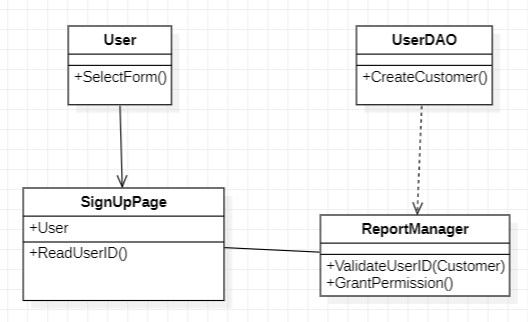 User
+SelectForm()
UserDAO
+CreateCustomer()
SignUpPage
+User
+ReadUserID()
ReportManager
+ValidateUserID(Customer)
+GrantPermission()